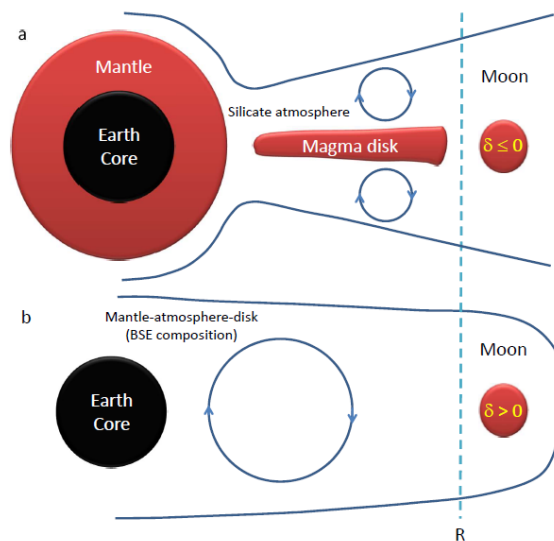 a
Mantle
Earth
Core
Silicate atmosphere
Magma disk
Moon
δ ≤ 0
b
Mantle-atmosphere-disk
(BSE composition)
Earth
Core
Moon
δ > 0
R